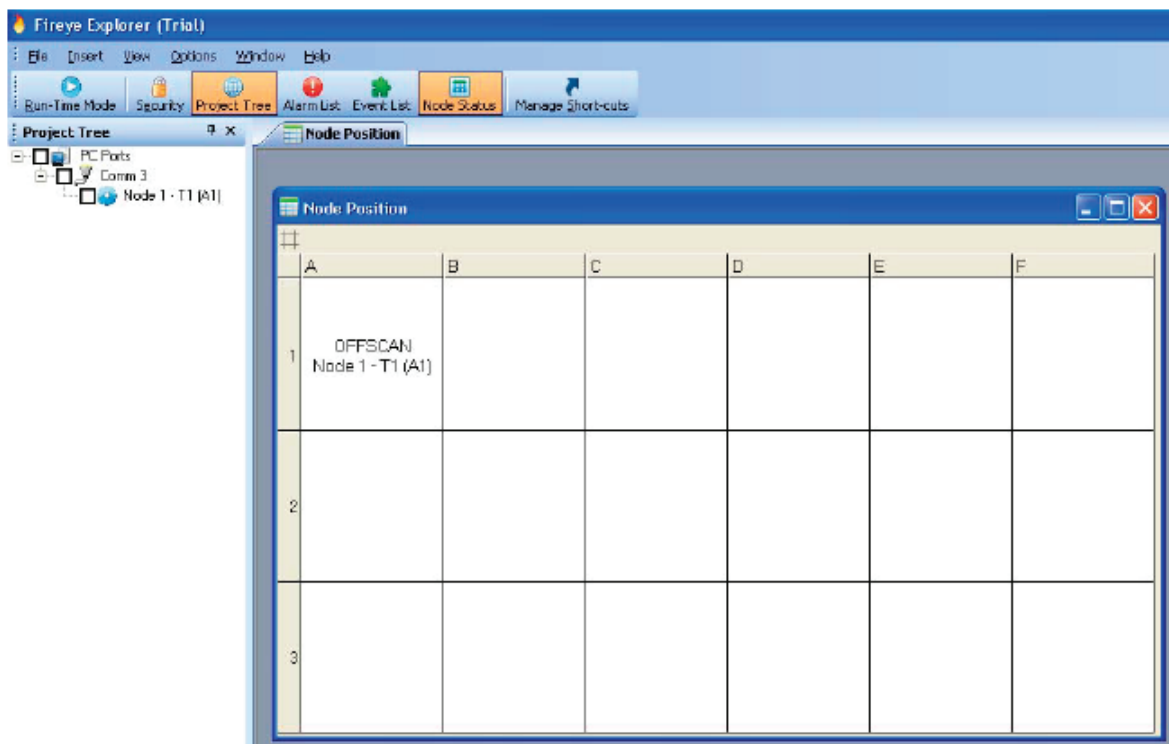 Fireye Explorer (Trial)
File Insert View Options Window Help
Run-Time Mode Security Project Tree Alarm List Event List Node Status Manage Short-cuts
Project Tree
Node Position
PC Ports
Comm 3
Node 1 - T1 (A1)
Node Position
A B C D E F
1
OFFSCAN
Node 1 - T1 (A1)
2
3